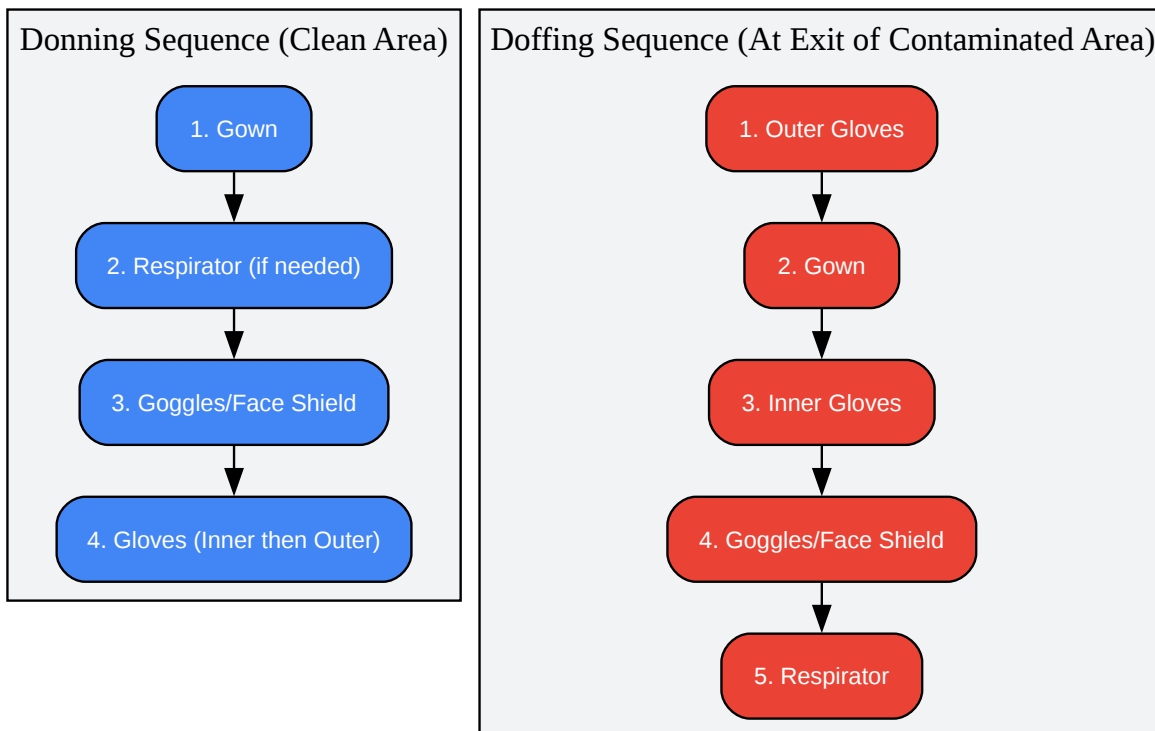 Donning Sequence (Clean Area)
1. Gown
2. Respirator (if needed)
3. Goggles/Face Shield
4. Gloves (Inner then Outer)
Doffing Sequence (At Exit of Contaminated Area)
1. Outer Gloves
2. Gown
3. Inner Gloves
4. Goggles/Face Shield
5. Respirator